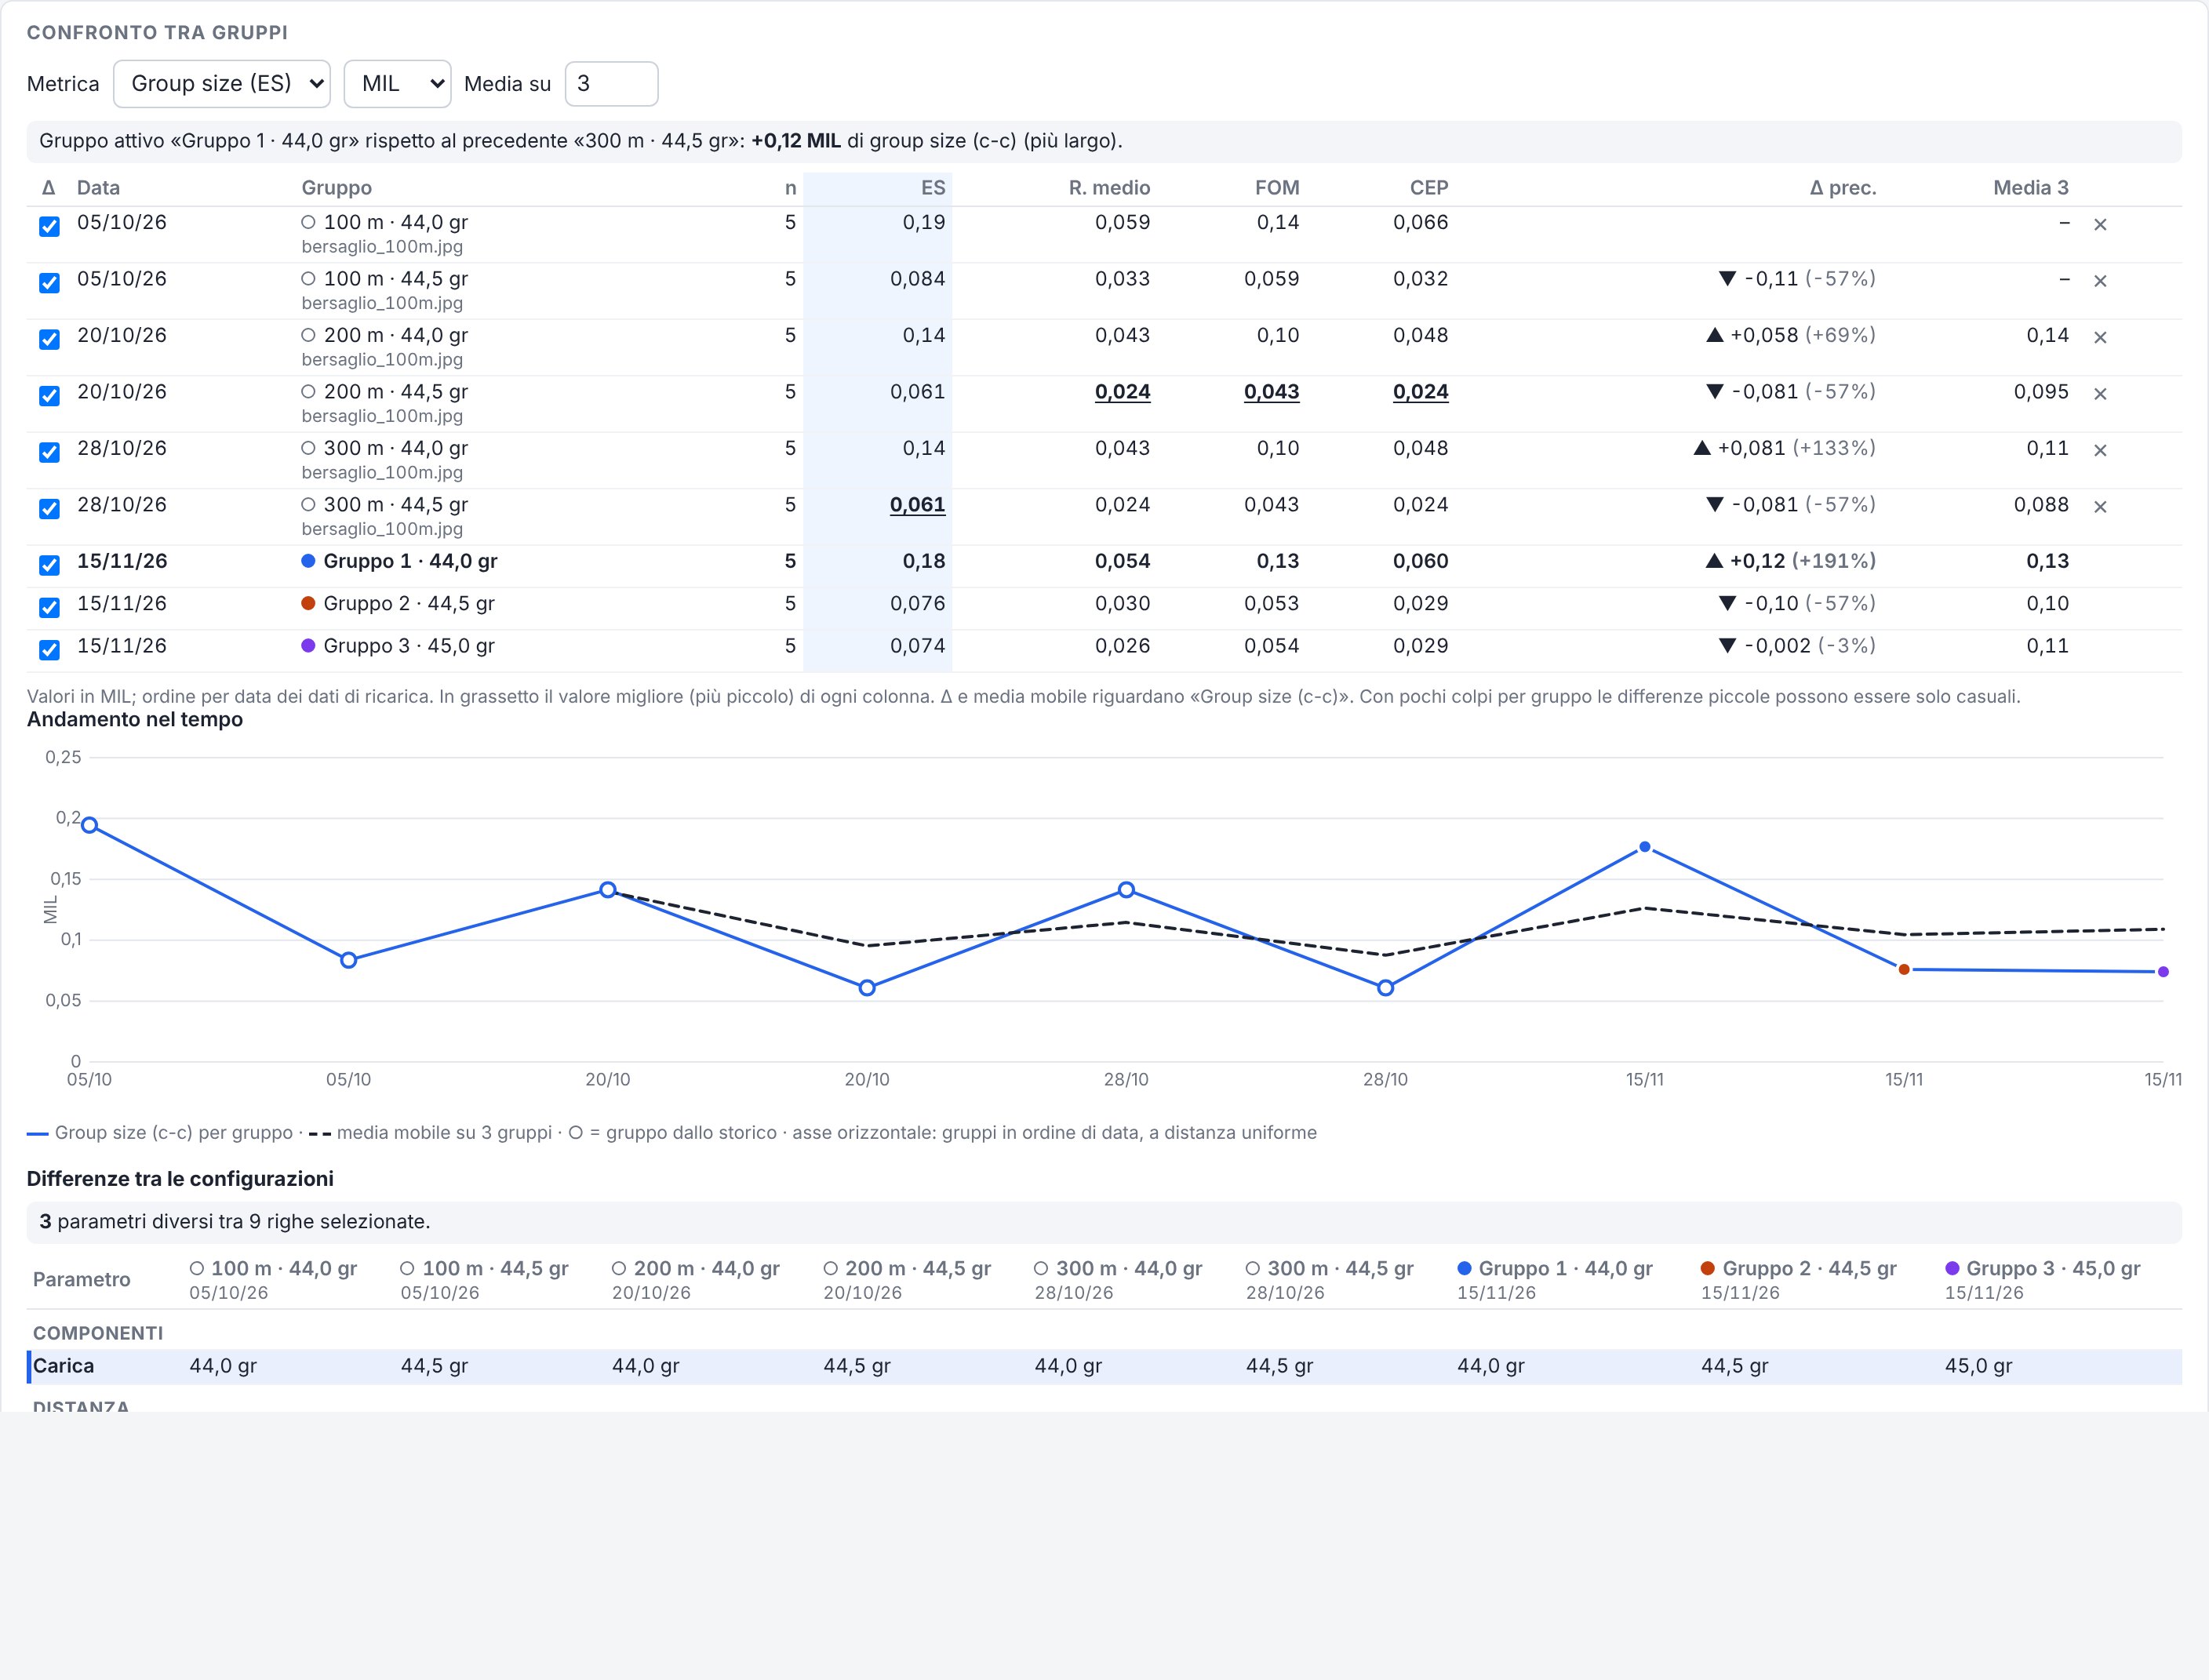 CONFRONTO TRA GRUPPI
Metrica Group size (ES) MIL Media su 3
Gruppo attivo «Gruppo 1 · 44,0 gr» rispetto al precedente «300 m · 44,5 gr»: +0,12 MIL di group size (c-c) (più largo).
Δ Data Gruppo n ES R. medio FOM CEP Δ prec. Media 3
05/10/26 100 m · 44,0 gr 5 0,19 0,059 0,14 0,066 – ×
bersaglio_100m.jpg
05/10/26 100 m · 44,5 gr 5 0,084 0,033 0,059 0,032 ▼ -0,11 (-57%) – ×
bersaglio_100m.jpg
20/10/26 200 m · 44,0 gr 5 0,14 0,043 0,10 0,048 ▲ +0,058 (+69%) 0,14 ×
bersaglio_100m.jpg
20/10/26 200 m · 44,5 gr 5 0,061 0,024 0,043 0,024 ▼ -0,081 (-57%) 0,095 ×
bersaglio_100m.jpg
28/10/26 300 m · 44,0 gr 5 0,14 0,043 0,10 0,048 ▲ +0,081 (+133%) 0,11 ×
bersaglio_100m.jpg
28/10/26 300 m · 44,5 gr 5 0,061 0,024 0,043 0,024 ▼ -0,081 (-57%) 0,088 ×
bersaglio_100m.jpg
15/11/26 Gruppo 1 · 44,0 gr 5 0,18 0,054 0,13 0,060 ▲ +0,12 (+191%) 0,13
15/11/26 Gruppo 2 · 44,5 gr 5 0,076 0,030 0,053 0,029 ▼ -0,10 (-57%) 0,10
15/11/26 Gruppo 3 · 45,0 gr 5 0,074 0,026 0,054 0,029 ▼ -0,002 (-3%) 0,11
Valori in MIL; ordine per data dei dati di ricarica. In grassetto il valore migliore (più piccolo) di ogni colonna. Δ e media mobile riguardano «Group size (c-c)». Con pochi colpi per gruppo le differenze piccole possono essere solo casuali.
Andamento nel tempo
0,25
0,2
0,15
MIL
0,1
0,05
0
05/10 05/10 20/10 20/10 28/10 28/10 15/11 15/11 15/11
Group size (c-c) per gruppo · media mobile su 3 gruppi · O = gruppo dallo storico · asse orizzontale: gruppi in ordine di data, a distanza uniforme
Differenze tra le configurazioni
3 parametri diversi tra 9 righe selezionate.
Parametro 100 m · 44,0 gr 100 m · 44,5 gr 200 m · 44,0 gr 200 m · 44,5 gr 300 m · 44,0 gr 300 m · 44,5 gr Gruppo 1 · 44,0 gr Gruppo 2 · 44,5 gr Gruppo 3 · 45,0 gr
05/10/26 05/10/26 20/10/26 20/10/26 28/10/26 28/10/26 15/11/26 15/11/26 15/11/26
COMPONENTI
Carica 44,0 gr 44,5 gr 44,0 gr 44,5 gr 44,0 gr 44,5 gr 44,0 gr 44,5 gr 45,0 gr
DISTANZA